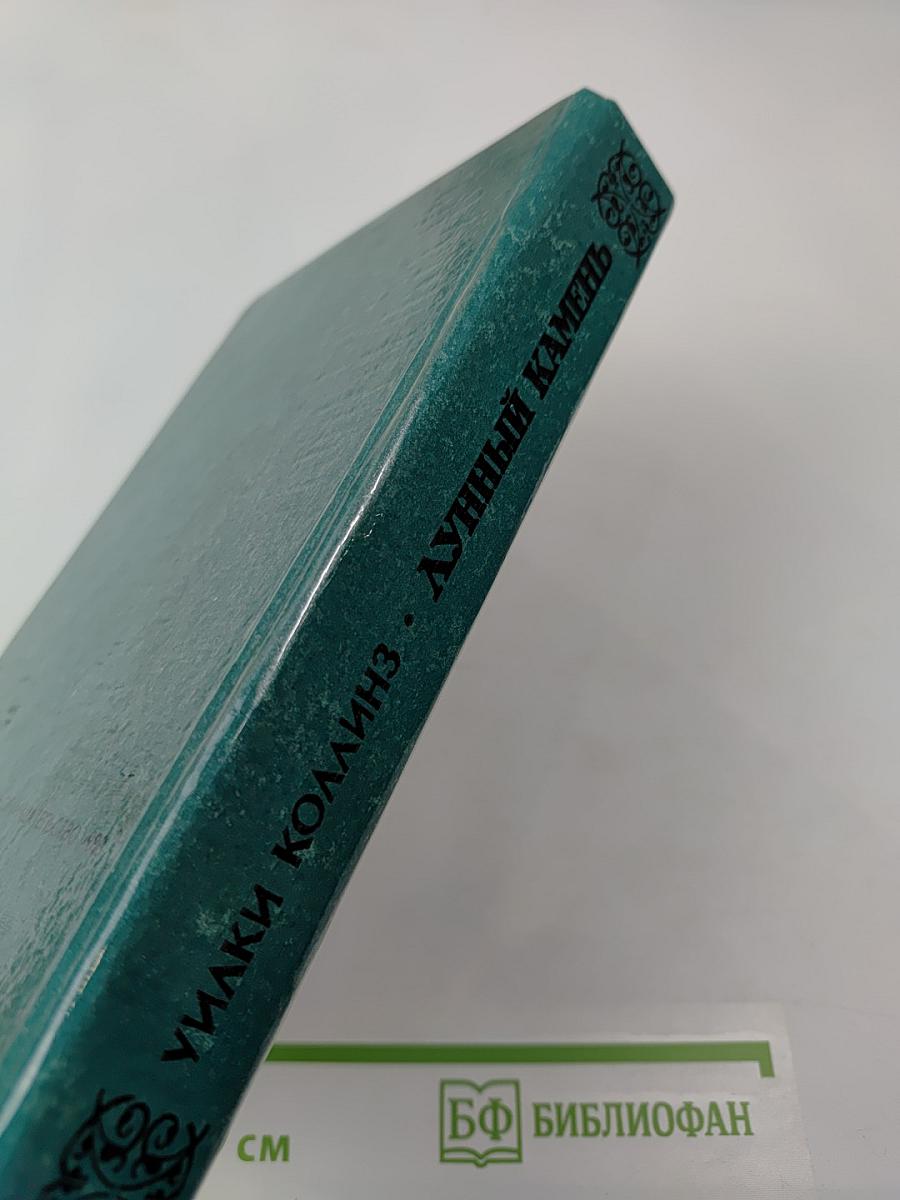 УИЛКИ КОЛЛИНЗ · ЛУННЫЙ КАМЕНЬ
СМ
БФ БИБЛИОФАН